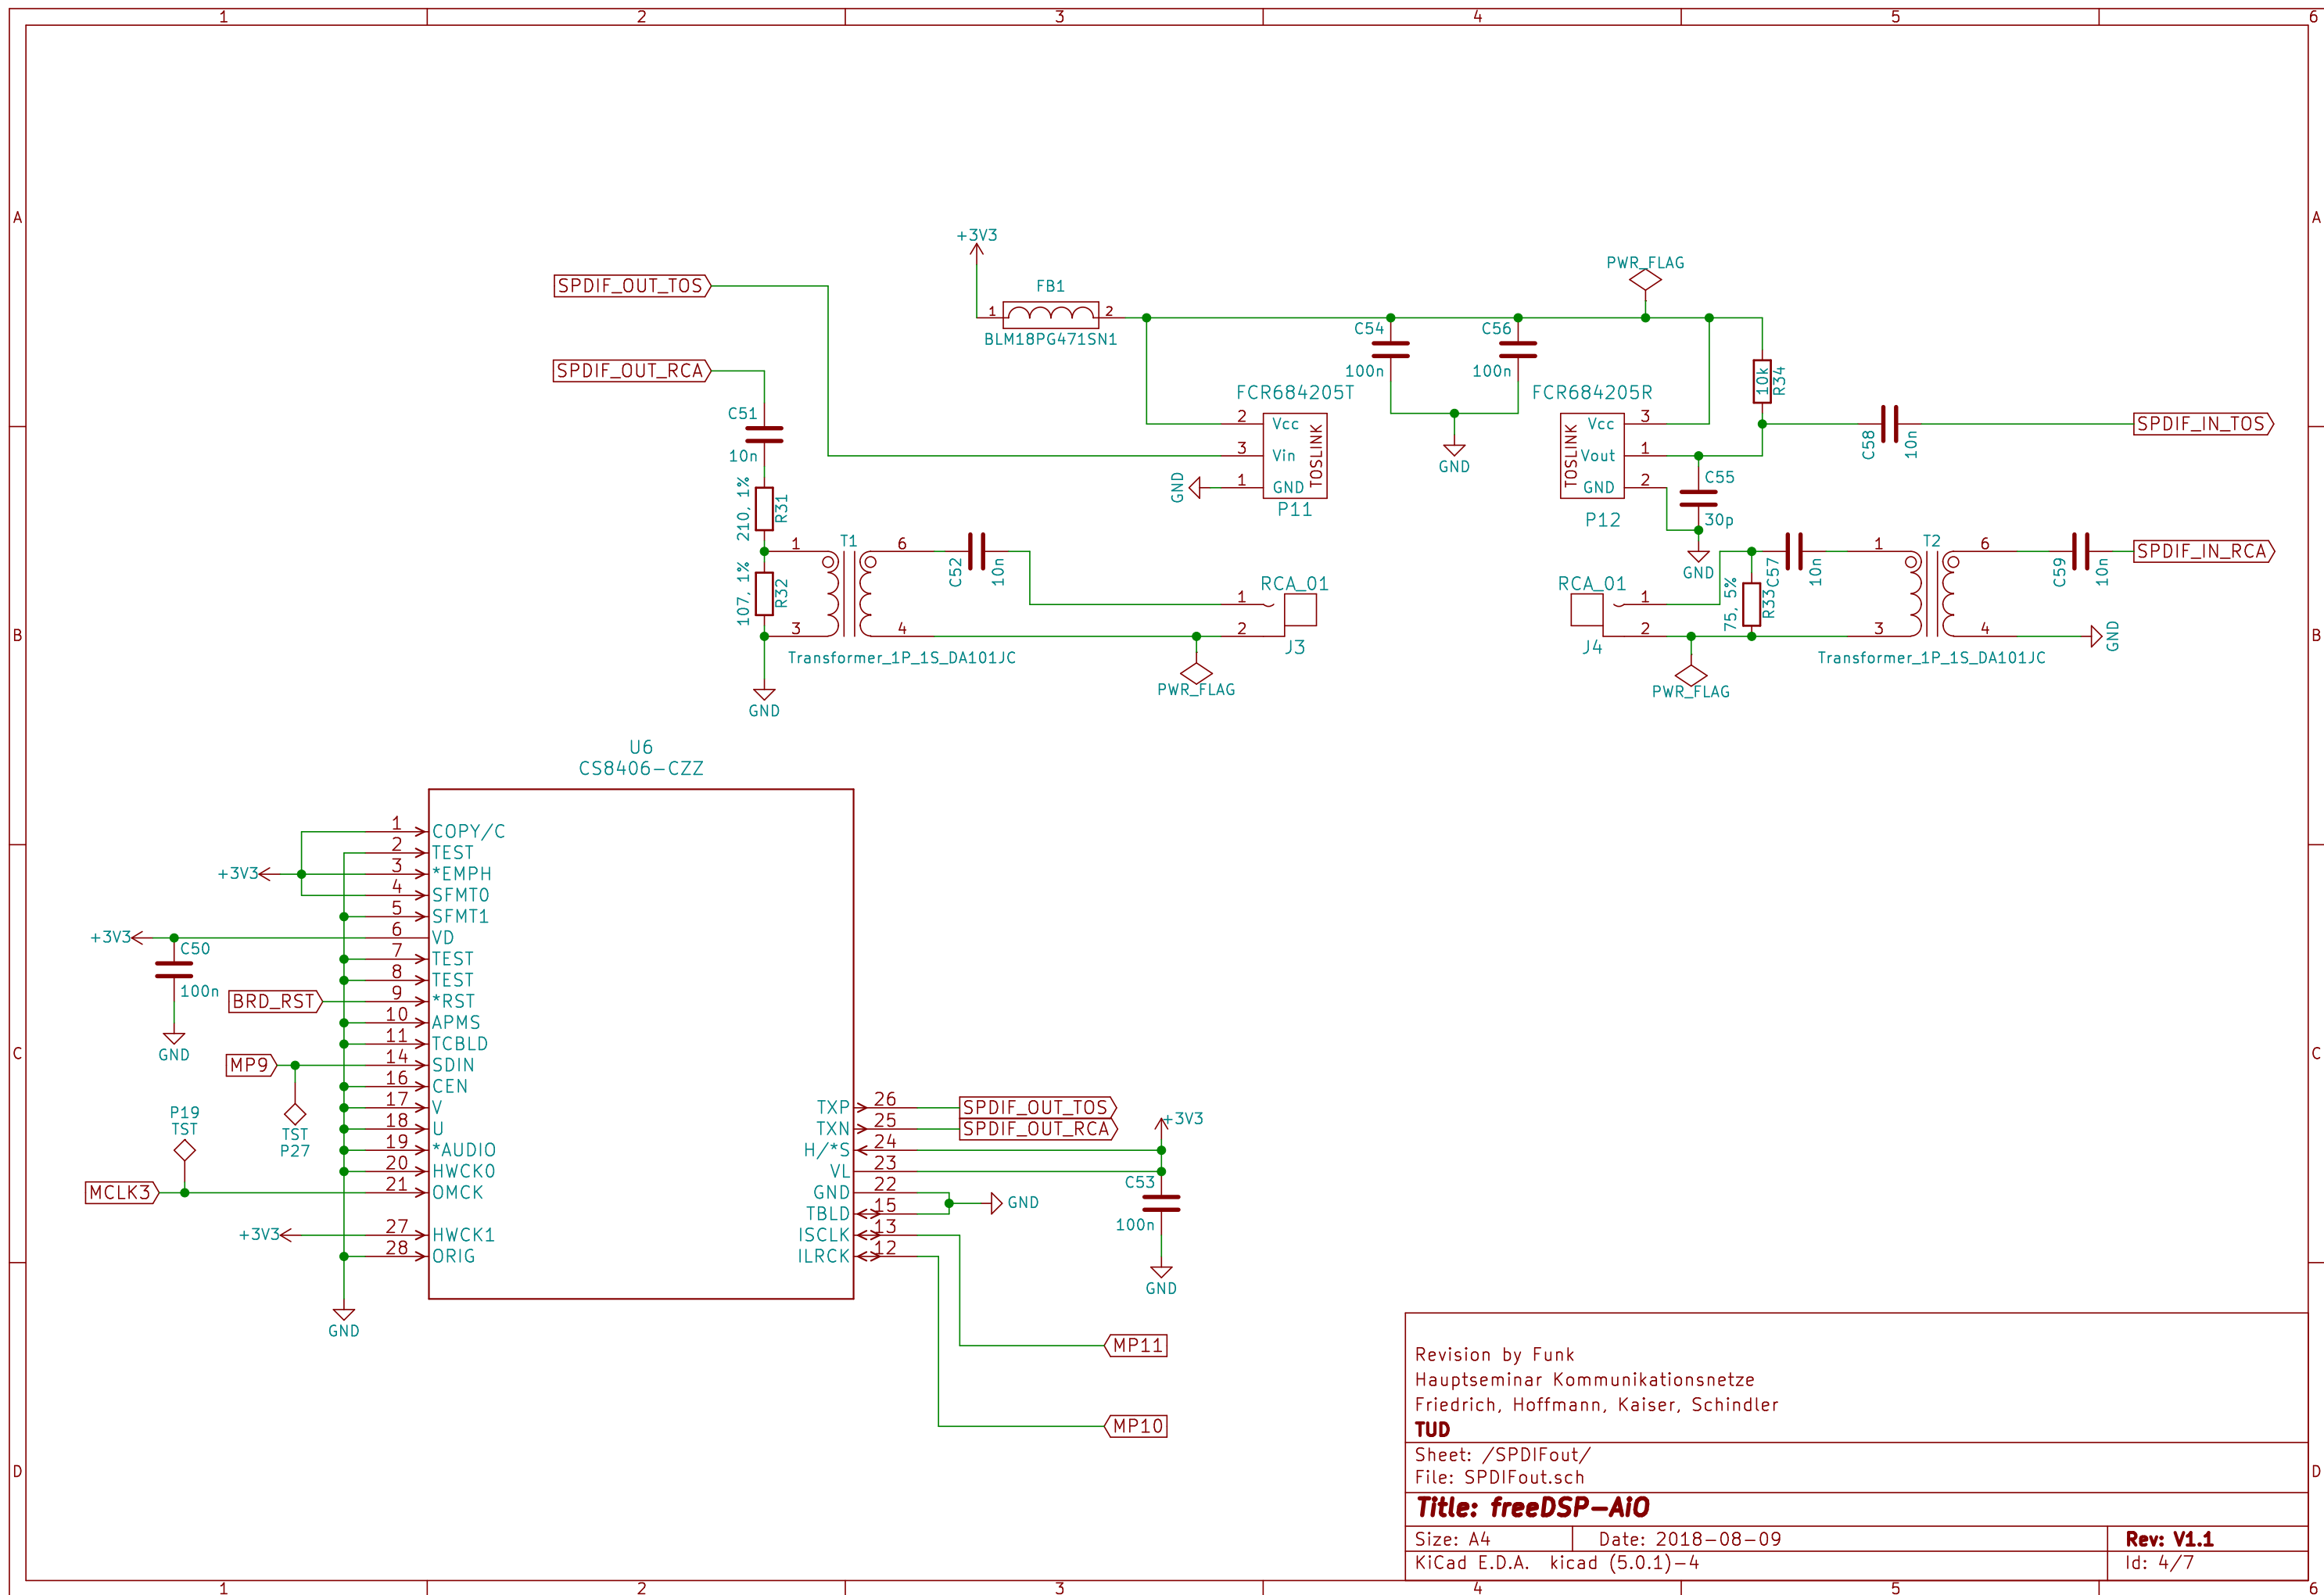 1 2 3 4 5 6
A A
+3V3
PWR_FLAG
SPDIF_OUT_TOS
FB1
1 2
BLM18PG471SN1
C54
100n
C56
100n
SPDIF_OUT_RCA
10k
R34
FCR684205T
FCR684205R
C51
10n
2 Vcc
3 Vin
1 GND
TOSLINK
P11
GND
GND
Vcc 3
Vout 1
GND 2
TOSLINK
P12
C58
10n
SPDIF_IN_TOS
C55
30p
GND
210, 1%
R31
107, 1%
R32
1 T1 6
3 4
Transformer_1P_1S_DA101JC
C52
10n
RCA_01
1
2
J3
PWR_FLAG
GND
RCA_01
1
2
J4
PWR_FLAG
75, 5%
R33
C57
10n
1 T2 6
3 4
Transformer_1P_1S_DA101JC
C59
10n
SPDIF_IN_RCA
GND
B B
U6
CS8406-CZZ
1 COPY/C
2 TEST
3 *EMPH
+3V3
4 SFMT0
5 SFMT1
6 VD
+3V3
C50
100n
GND
7 TEST
8 TEST
9 *RST
BRD_RST
10 APMS
11 TCBLD
14 SDIN
MP9
16 CEN
17 V
18 U
19 *AUDIO
20 HWCK0
21 OMCK
P19
TST
TST
P27
MCLK3
+3V3
27 HWCK1
28 ORIG
GND
TXP 26 SPDIF_OUT_TOS
TXN 25 SPDIF_OUT_RCA
H/*S 24
VL 23
GND 22
TBLD 15
ISCLK 13
ILRCK 12
+3V3
C53
100n
GND
GND
MP11
MP10
C C
D D
Revision by Funk
Hauptseminar Kommunikationsnetze
Friedrich, Hoffmann, Kaiser, Schindler
TUD
Sheet: /SPDIFout/
File: SPDIFout.sch
Title: freeDSP-AiO
Size: A4 Date: 2018-08-09 Rev: V1.1
KiCad E.D.A. kicad (5.0.1)-4 Id: 4/7
1 2 3 4 5 6